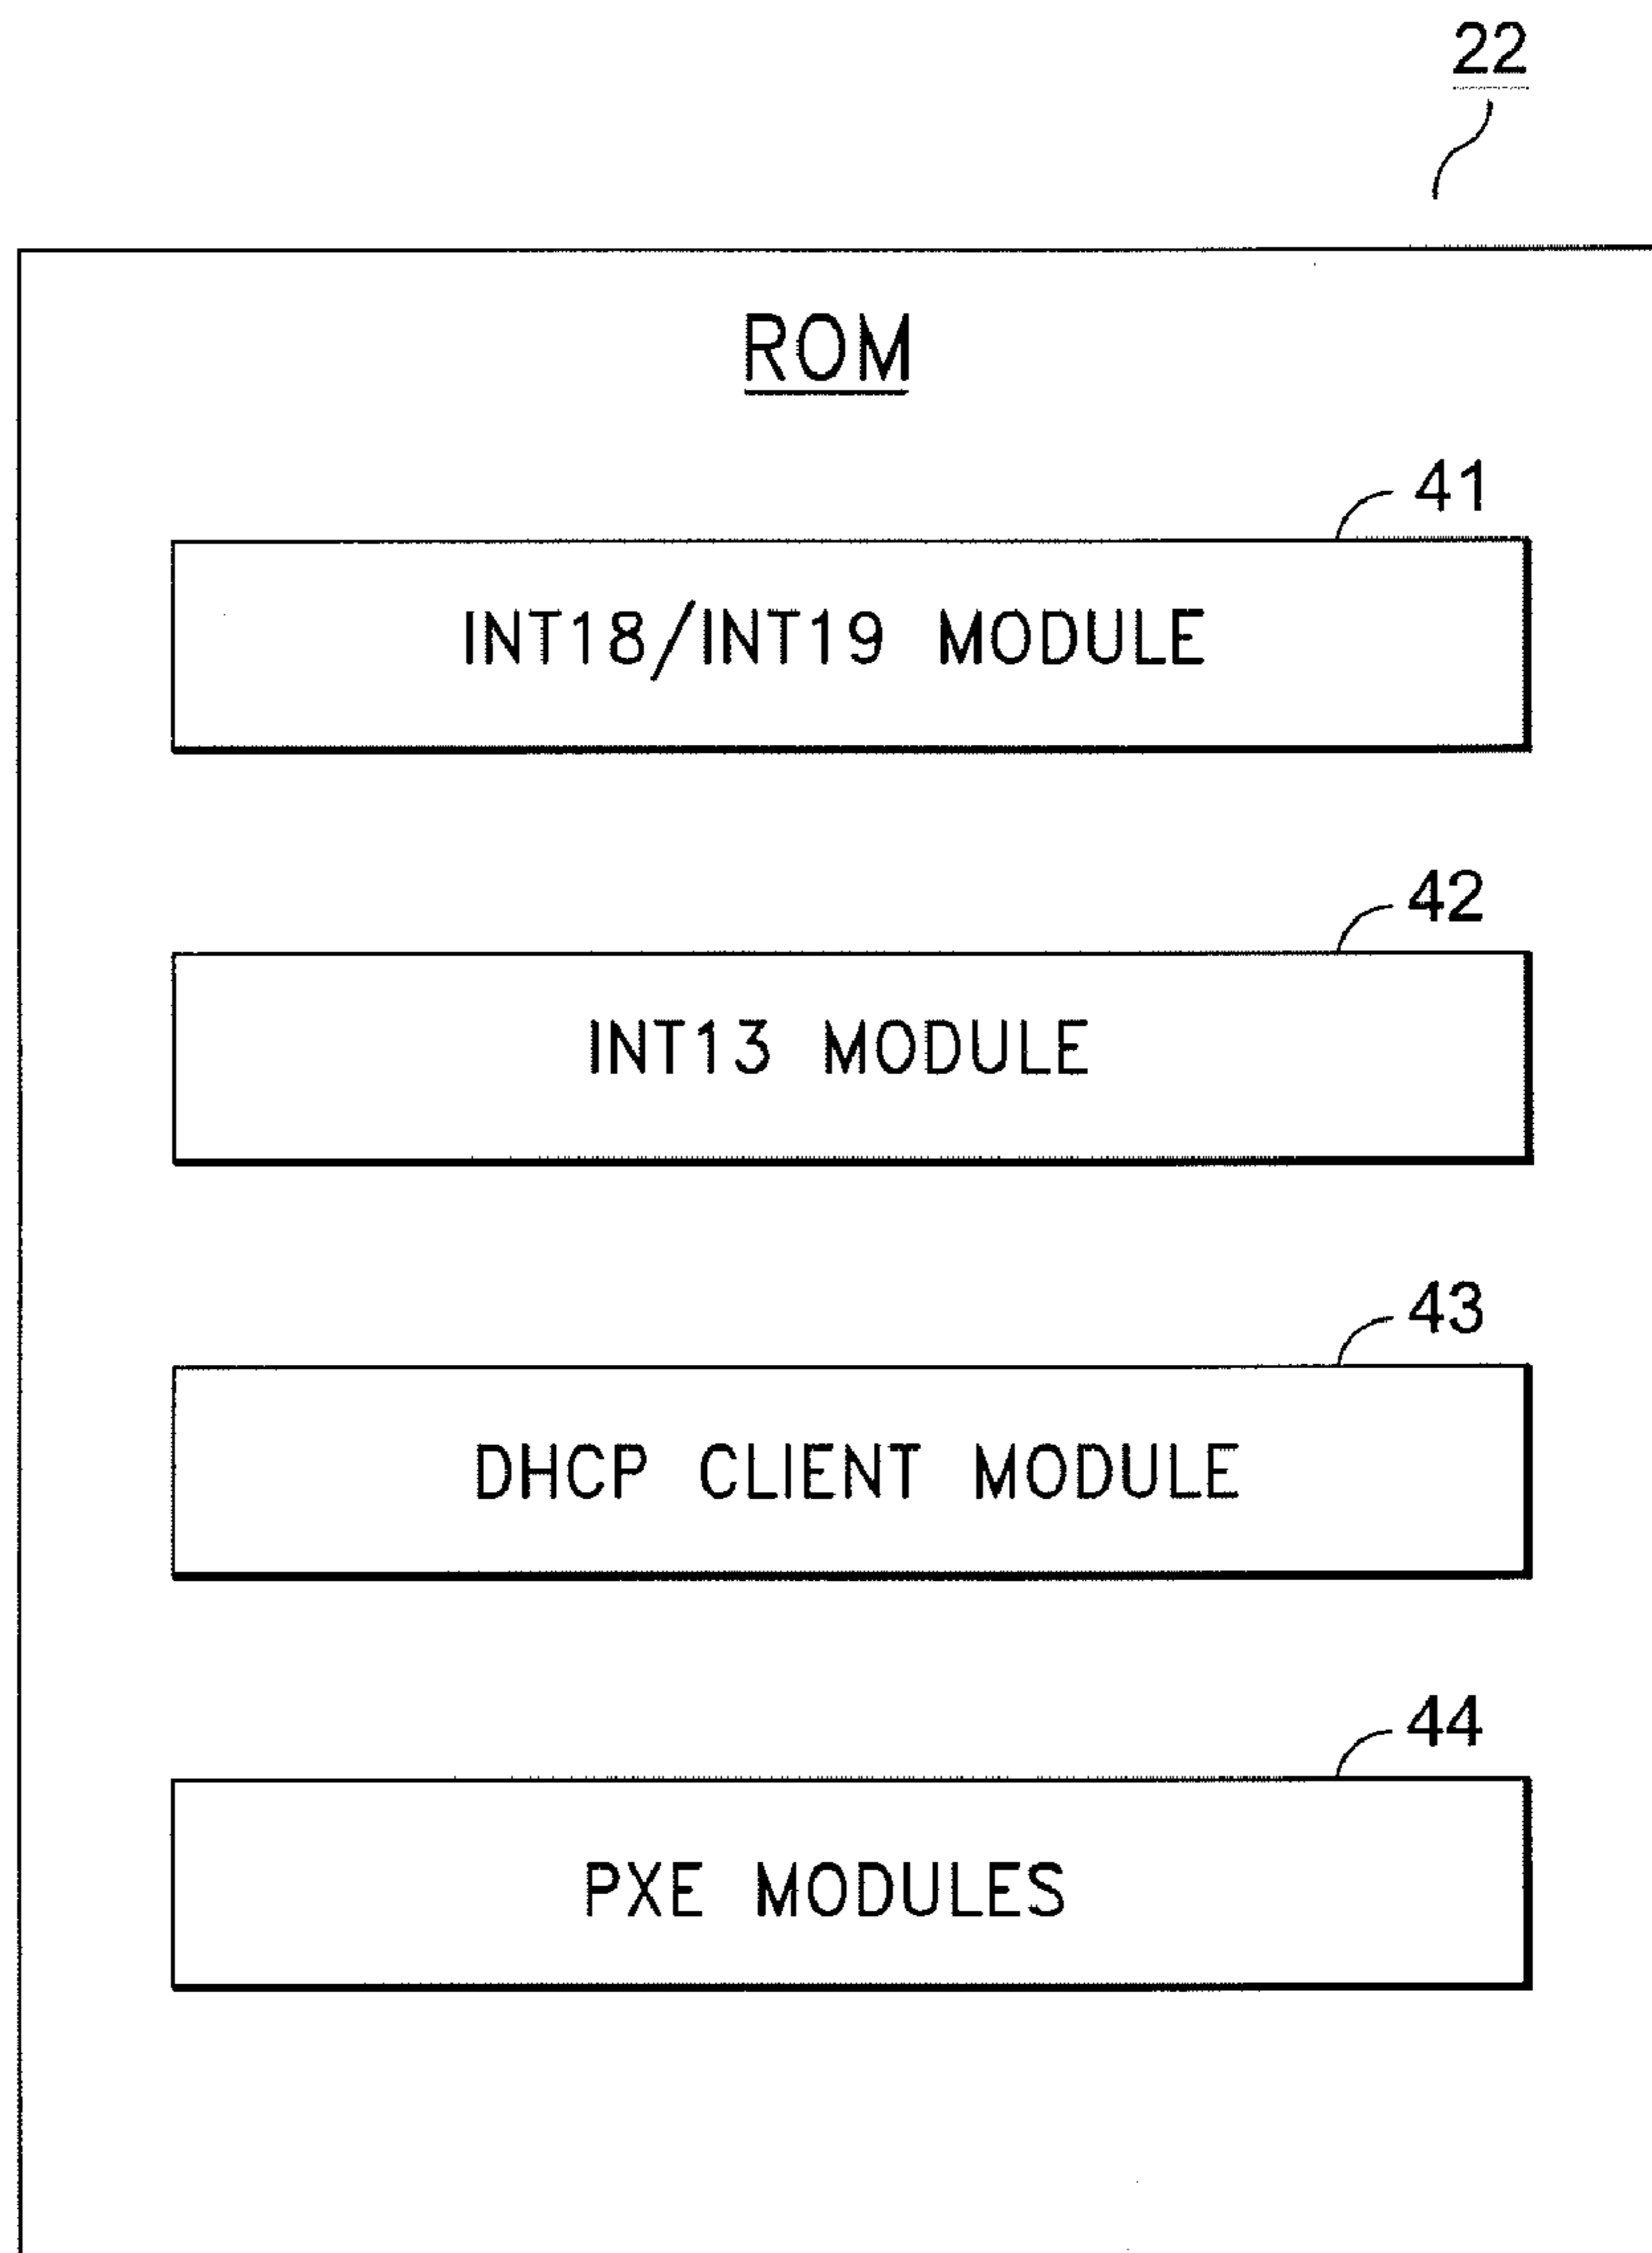 22
ROM
41
INT18/INT19 MODULE
42
INT13 MODULE
43
DHCP CLIENT MODULE
44
PXE MODULES